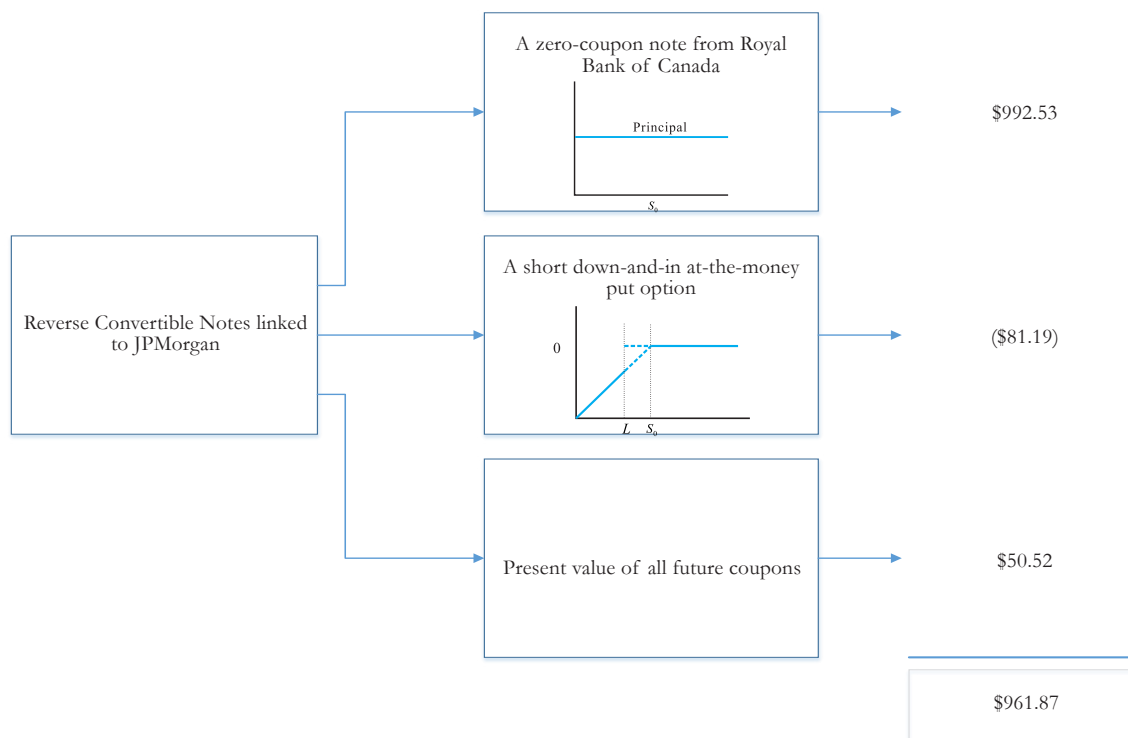 A zero-coupon note from Royal
Bank of Canada
Principal
S₀
$992.53
Reverse Convertible Notes linked
to JPMorgan
A short down-and-in at-the-money
put option
0
L
S₀
($81.19)
Present value of all future coupons
$50.52
$961.87